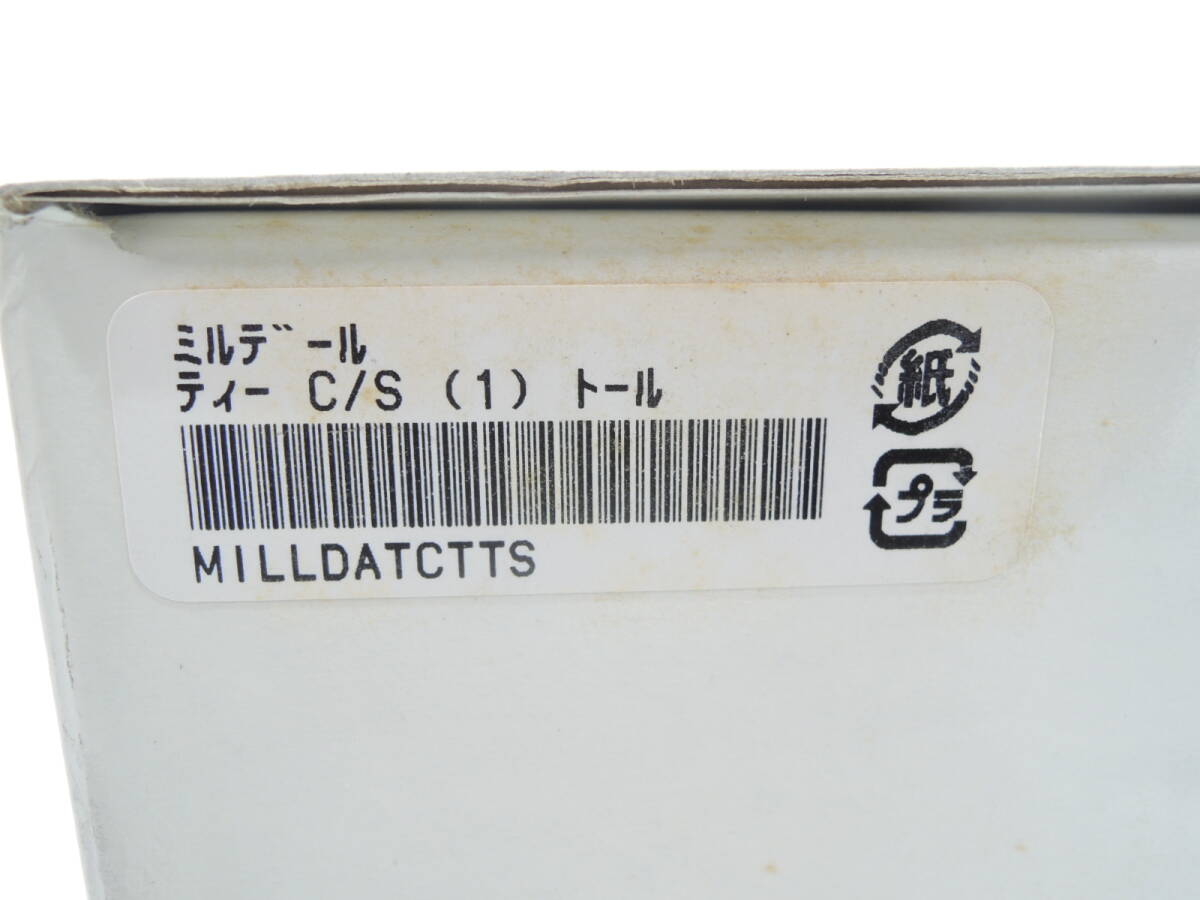 ﾐﾙﾃﾞｰﾙ
ﾃｨｰ C/S (1) ﾄｰﾙ
MILLDATCTTS
紙
プラ